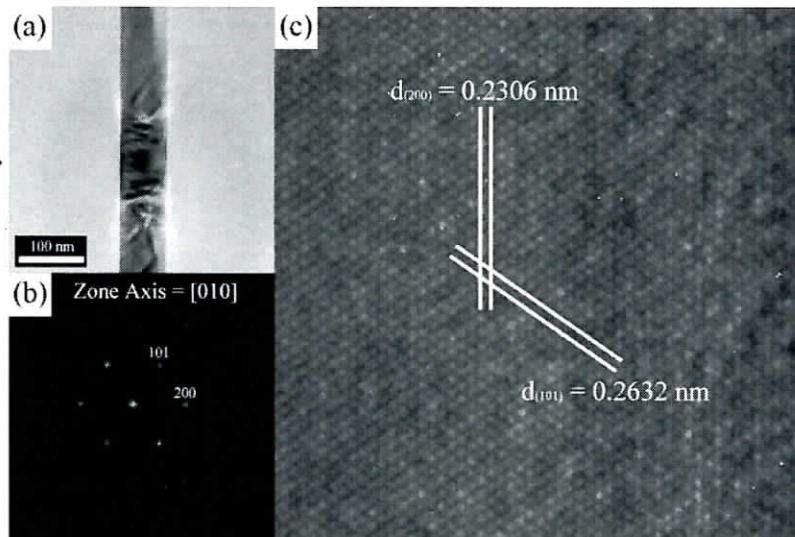 (a)
100 nm
(b)
Zone Axis = [010]
101
200
(c)
d(200) = 0.2306 nm
d(101) = 0.2632 nm